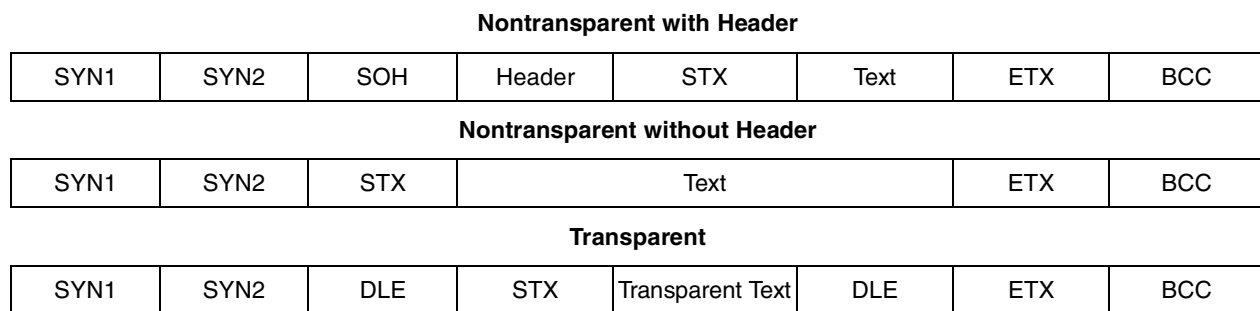 Nontransparent with Header
SYN1 SYN2 SOH Header STX Text ETX BCC
Nontransparent without Header
SYN1 SYN2 STX Text ETX BCC
Transparent
SYN1 SYN2 DLE STX Transparent Text DLE ETX BCC